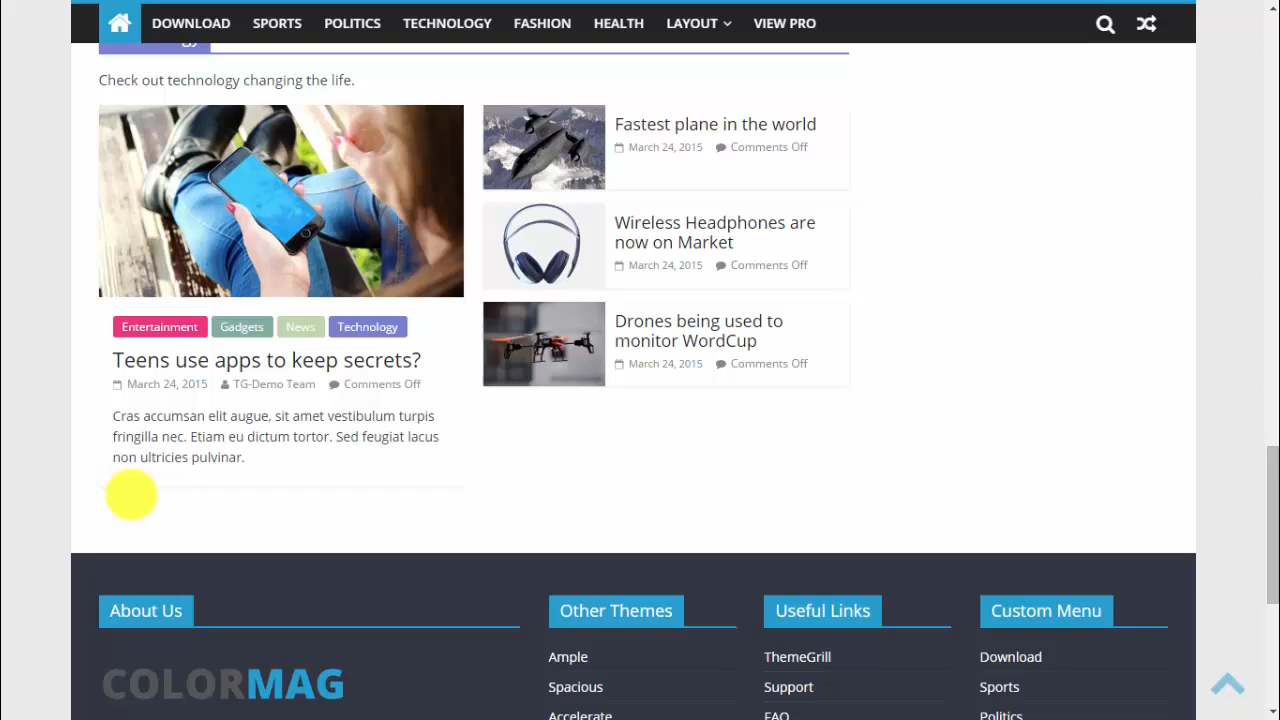 DOWNLOAD SPORTS POLITICS TECHNOLOGY FASHION HEALTH LAYOUT VIEW PRO
Check out technology changing the life.
Entertainment Gadgets News Technology
Teens use apps to keep secrets?
March 24, 2015 TG-Demo Team Comments Off
Cras accumsan elit augue, sit amet vestibulum turpis
fringilla nec. Etiam eu dictum tortor. Sed feugiat lacus
non ultricies pulvinar.
Fastest plane in the world
March 24, 2015 Comments Off
Wireless Headphones are
now on Market
March 24, 2015 Comments Off
Drones being used to
monitor WordCup
March 24, 2015 Comments Off
About Us
COLORMAG
Other Themes
Ample
Spacious
Accelerate
Useful Links
ThemeGrill
Support
FAQ
Custom Menu
Download
Sports
Politics